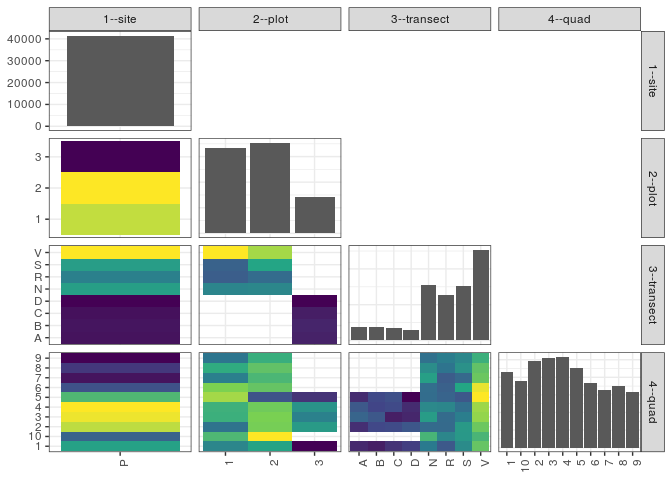 1--site 2--plot 3--transect 4--quad
40000
30000
20000
10000
0
1--site
3
2
1
2--plot
V
S
R
N
D
C
B
A
3--transect
9
8
7
6
5
4
3
2
10
1
4--quad
P
1 2 3
A B C D N R S V
1 10 2 3 4 5 6 7 8 9